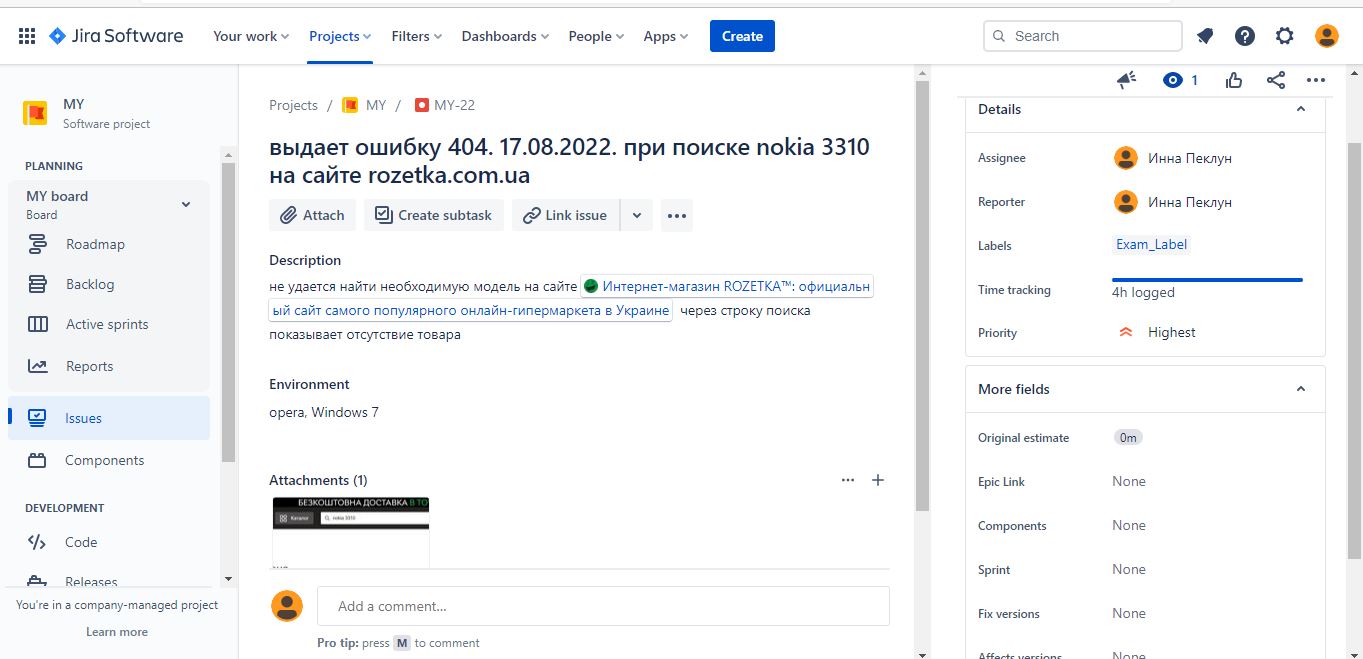 Jira Software Your work Projects Filters Dashboards People Apps Create Search
1
MY
Software project
PLANNING
MY board
Board
Roadmap
Backlog
Active sprints
Reports
Issues
Components
DEVELOPMENT
Code
Releases
You're in a company-managed project
Learn more
Projects / MY / MY-22
выдает ошибку 404. 17.08.2022. при поиске nokia 3310
на сайте rozetka.com.ua
Attach Create subtask Link issue
Description
не удается найти необходимую модель на сайте Интернет-магазин ROZETKA™: официальн
ый сайт самого популярного онлайн-гипермаркета в Украине через строку поиска
показывает отсутствие товара
Environment
opera, Windows 7
Attachments (1)
БЕЗКОШТОВНА ДОСТАВКА В ТО
Каталог nokia 3310
Add a comment...
Pro tip: press M to comment
Details
Assignee Инна Пеклун
Reporter Инна Пеклун
Labels Exam_Label
Time tracking 4h logged
Priority Highest
More fields
Original estimate 0m
Epic Link None
Components None
Sprint None
Fix versions None
Affects versions None